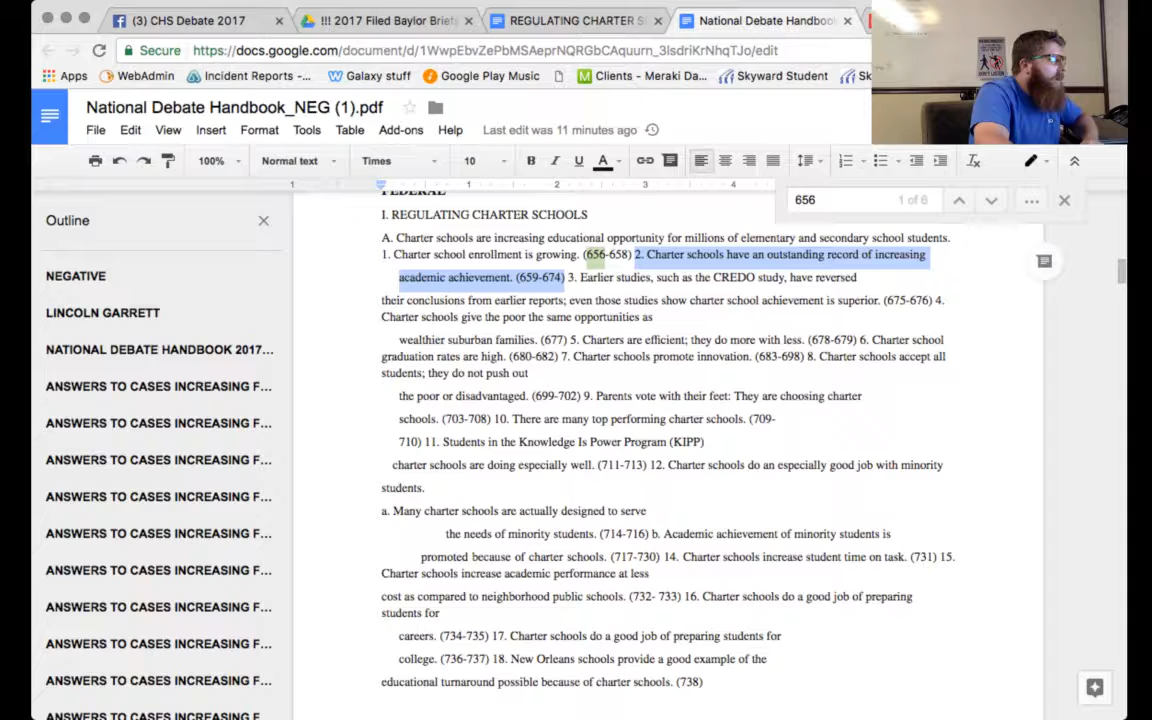 (3) CHS Debate 2017
!!! 2017 Filed Baylor Briefs
REGULATING CHARTER S
National Debate Handboo
Secure
https://docs.google.com/document/d/1WwpEbvZePbMSAeprNQRGbCAquurn_3lsdriKrNhqTJo/edit
Apps WebAdmin Incident Reports -... Galaxy stuff Google Play Music Clients - Meraki Da... Skyward Student Sk
National Debate Handbook_NEG (1).pdf
File Edit View Insert Format Tools Table Add-ons Help Last edit was 11 minutes ago
100% Normal text Times 10 B I U A
1 1 2 3 4
656 1 of 6
Outline
NEGATIVE
LINCOLN GARRETT
NATIONAL DEBATE HANDBOOK 2017...
ANSWERS TO CASES INCREASING F...
ANSWERS TO CASES INCREASING F...
ANSWERS TO CASES INCREASING F...
ANSWERS TO CASES INCREASING F...
ANSWERS TO CASES INCREASING F...
ANSWERS TO CASES INCREASING F...
ANSWERS TO CASES INCREASING F...
ANSWERS TO CASES INCREASING F...
ANSWERS TO CASES INCREASING F...
ANSWERS TO CASES INCREASING F
FEDERAL
I. REGULATING CHARTER SCHOOLS
A. Charter schools are increasing educational opportunity for millions of elementary and secondary school students.
1. Charter school enrollment is growing. (656-658) 2. Charter schools have an outstanding record of increasing
academic achievement. (659-674) 3. Earlier studies, such as the CREDO study, have reversed
their conclusions from earlier reports; even those studies show charter school achievement is superior. (675-676) 4.
Charter schools give the poor the same opportunities as
wealthier suburban families. (677) 5. Charters are efficient; they do more with less. (678-679) 6. Charter school
graduation rates are high. (680-682) 7. Charter schools promote innovation. (683-698) 8. Charter schools accept all
students; they do not push out
the poor or disadvantaged. (699-702) 9. Parents vote with their feet: They are choosing charter
schools. (703-708) 10. There are many top performing charter schools. (709-
710) 11. Students in the Knowledge Is Power Program (KIPP)
charter schools are doing especially well. (711-713) 12. Charter schools do an especially good job with minority
students.
a. Many charter schools are actually designed to serve
the needs of minority students. (714-716) b. Academic achievement of minority students is
promoted because of charter schools. (717-730) 14. Charter schools increase student time on task. (731) 15.
Charter schools increase academic performance at less
cost as compared to neighborhood public schools. (732- 733) 16. Charter schools do a good job of preparing
students for
careers. (734-735) 17. Charter schools do a good job of preparing students for
college. (736-737) 18. New Orleans schools provide a good example of the
educational turnaround possible because of charter schools. (738)